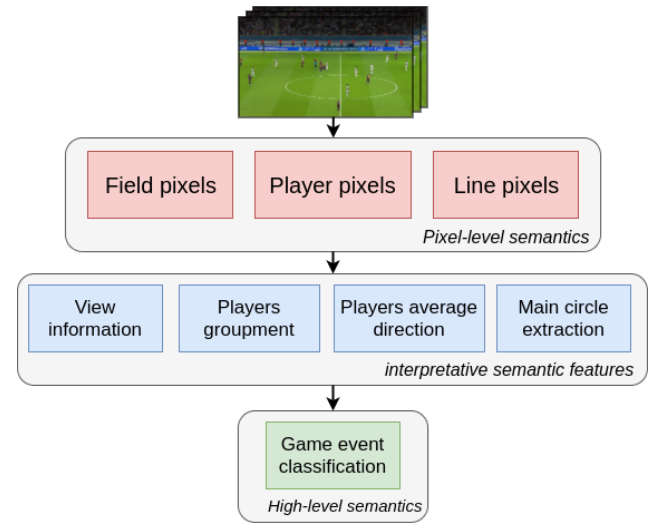 Field pixels
Player pixels
Line pixels
Pixel-level semantics
View
information
Players
groupment
Players average
direction
Main circle
extraction
interpretative semantic features
Game event
classification
High-level semantics